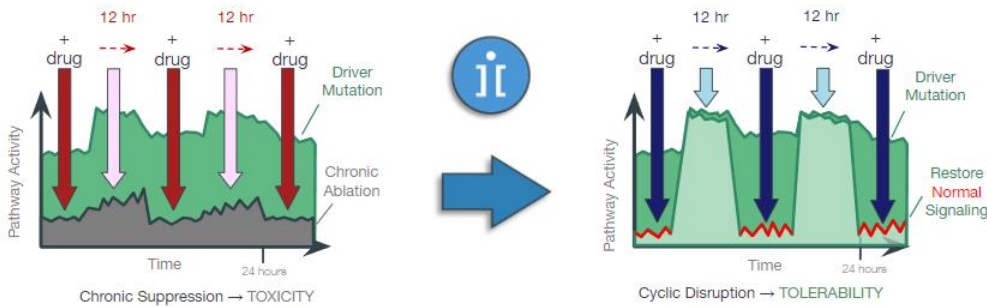 12 hr
12 hr
+
drug
+
drug
+
drug
Driver
Mutation
Chronic
Ablation
Pathway Activity
Time
24 hours
Chronic Suppression → TOXICITY
12 hr
12 hr
+
drug
+
drug
+
drug
Driver
Mutation
Restore
Normal
Signaling
Pathway Activity
Time
24 hours
Cyclic Disruption → TOLERABILITY